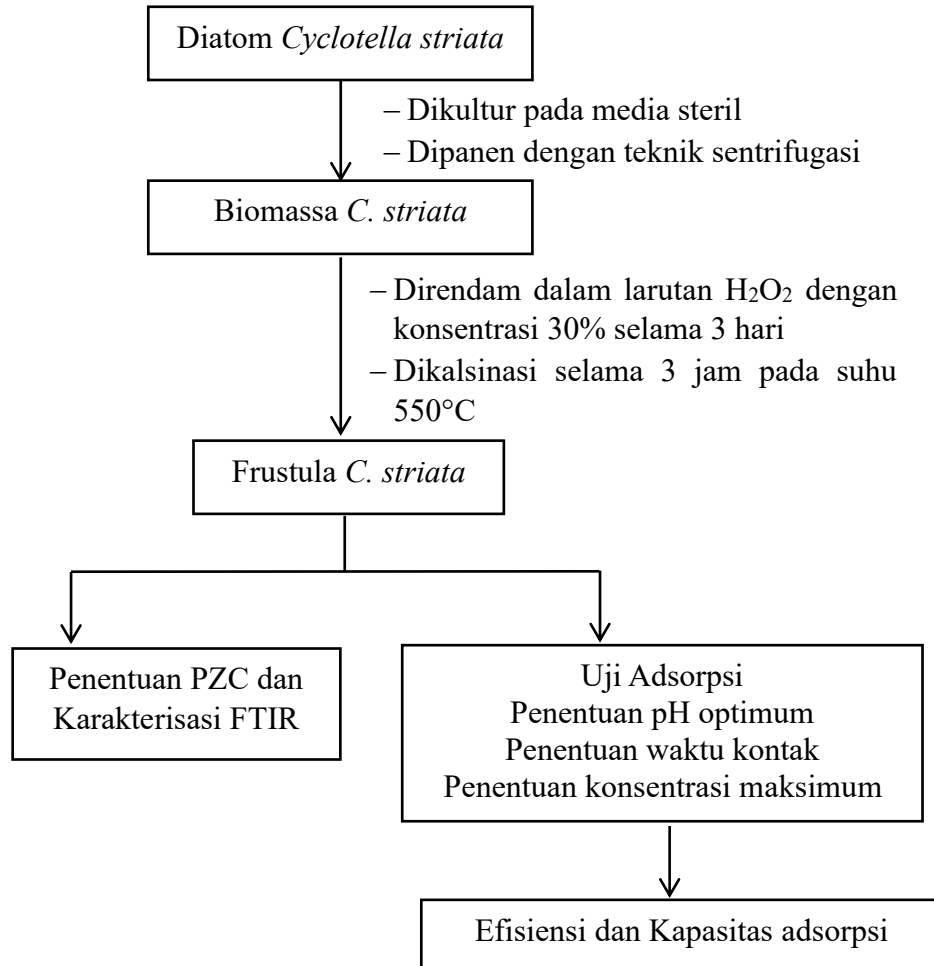 Diatom Cyclotella striata
– Dikultur pada media steril
– Dipanen dengan teknik sentrifugasi
Biomassa C. striata
– Direndam dalam larutan H₂O₂ dengan
konsentrasi 30% selama 3 hari
– Dikalsinasi selama 3 jam pada suhu
550°C
Frustula C. striata
Penentuan PZC dan
Karakterisasi FTIR
Uji Adsorpsi
Penentuan pH optimum
Penentuan waktu kontak
Penentuan konsentrasi maksimum
Efisiensi dan Kapasitas adsorpsi